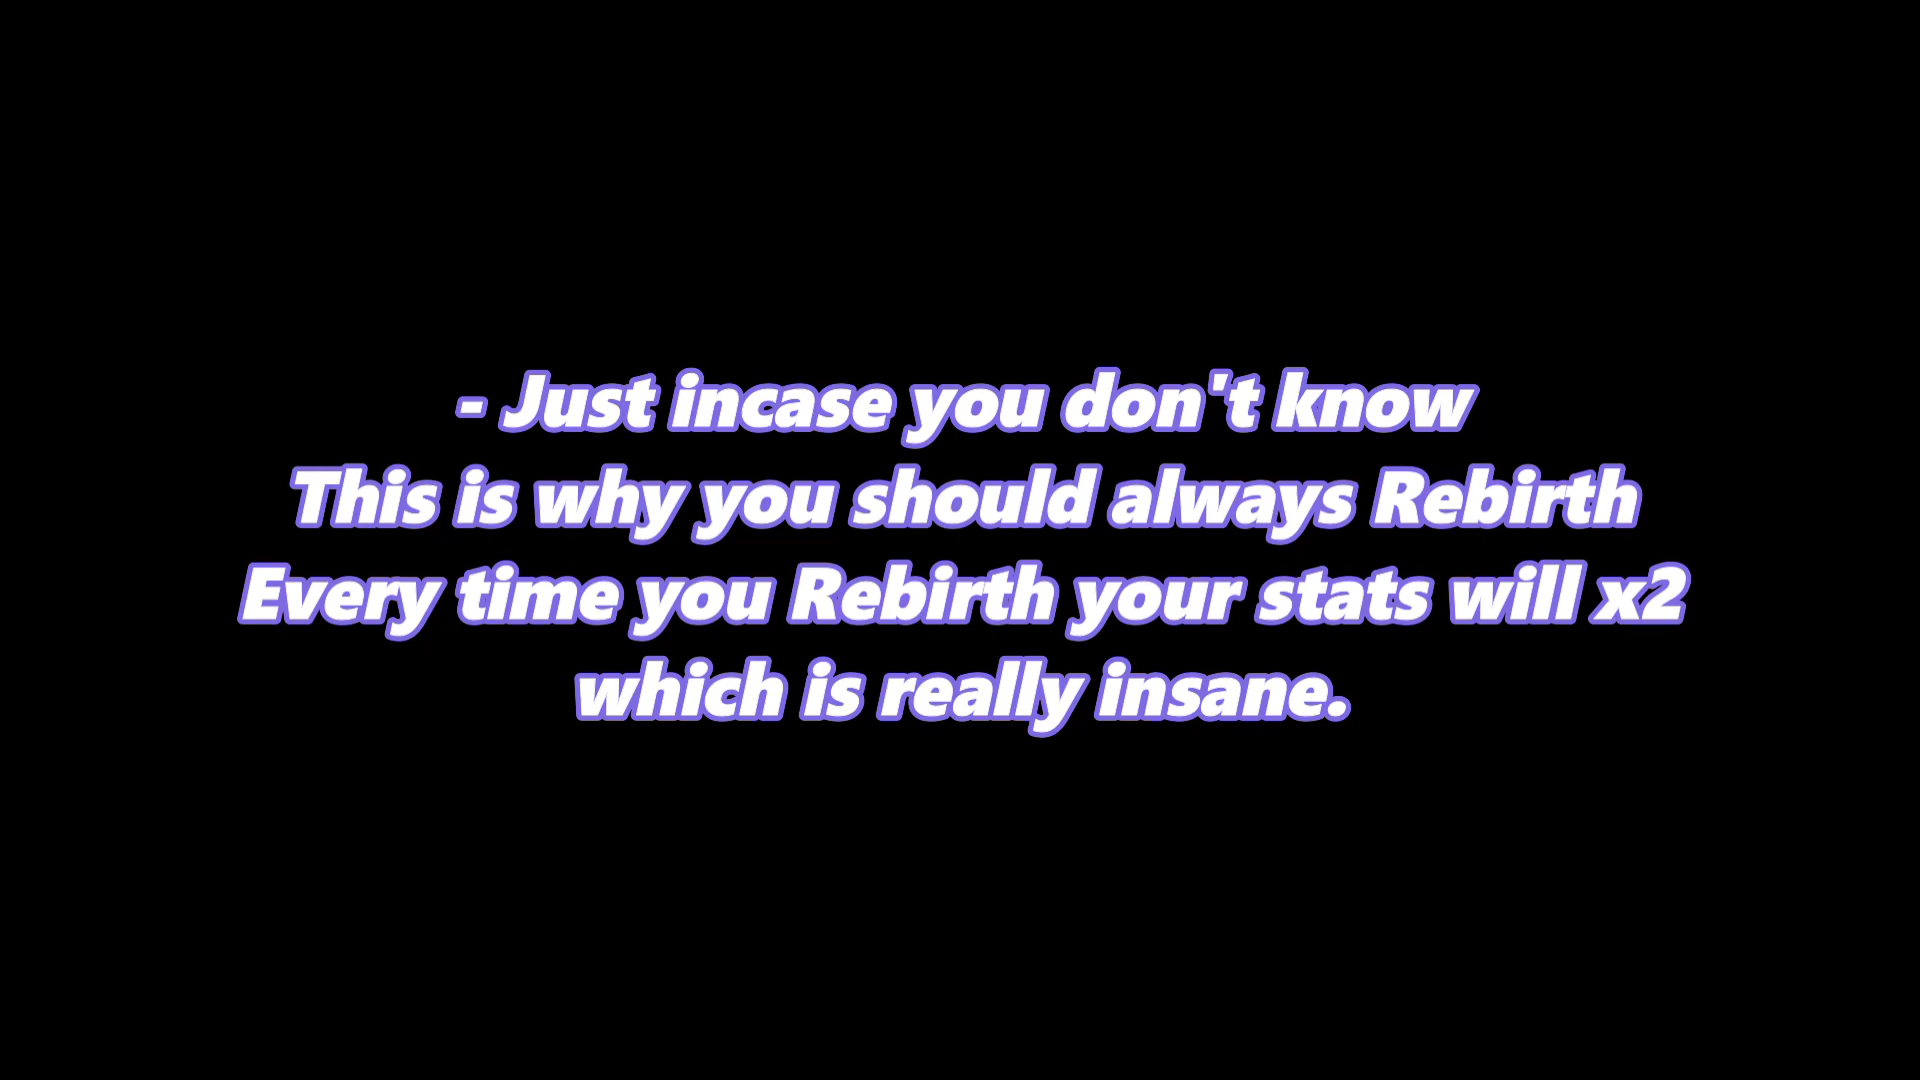 - Just incase you don't know
This is why you should always Rebirth
Every time you Rebirth your stats will x2
which is really insane.